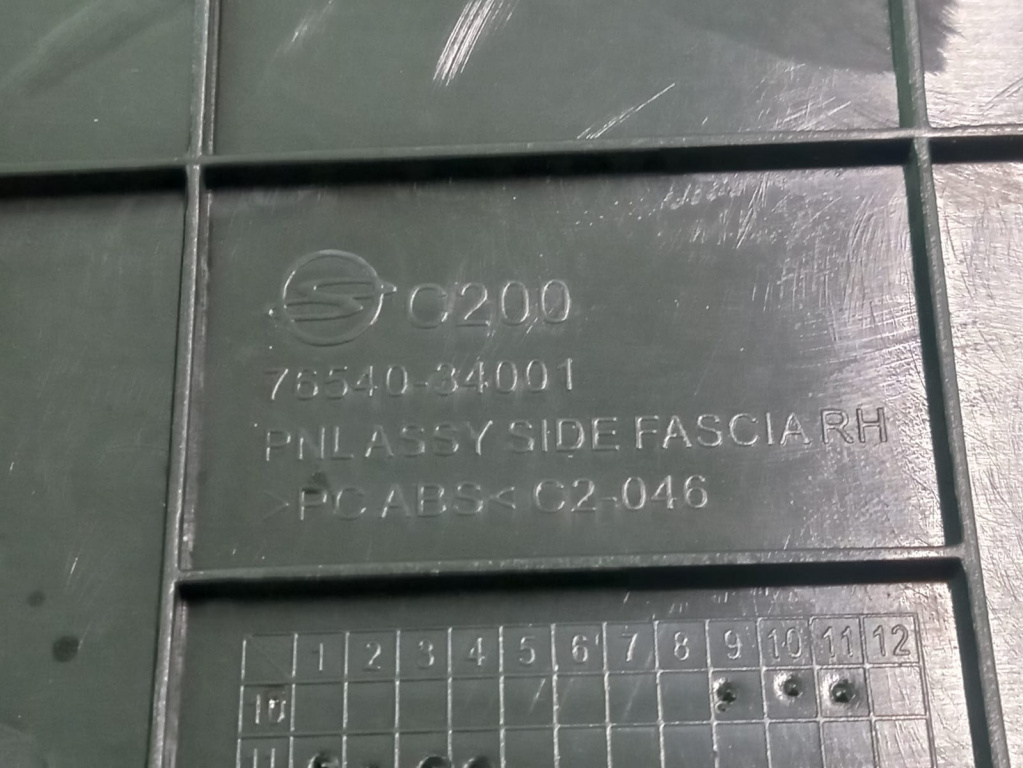 S C200
76540-34001
PNL ASSY SIDE FASCIA RH
>PC ABS< C2-046
1 2 3 4 5 6 7 8 9 10 11 12
10
11